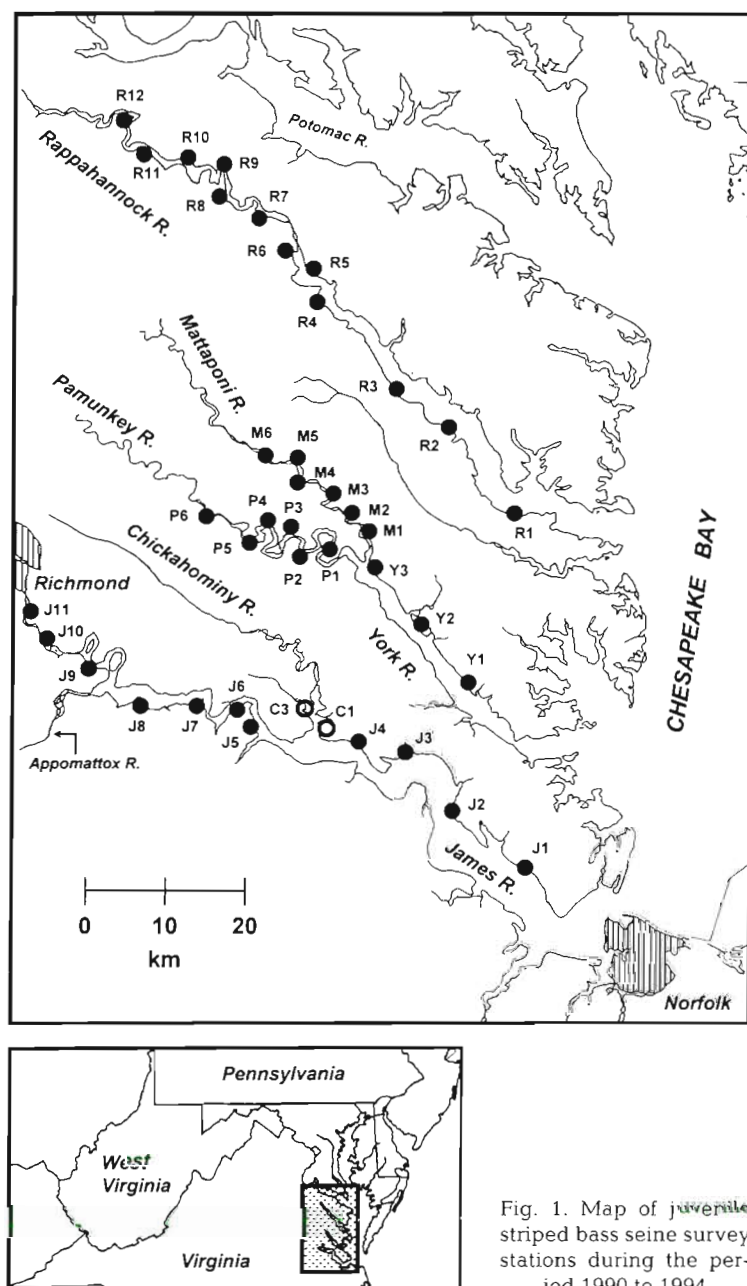 R12
R10
R9
R11
Potomac R.
Rappahannock R.
R8
R7
R6
R5
R4
Mattaponi R.
R3
Pamunkey R.
R2
M6
M5
M4
M3
R1
P6
P4
P3
M2
M1
Chickahominy R.
P5
P2
P1
Y3
Richmond
J11
Y2
CHESAPEAKE BAY
J10
York R.
Y1
J9
J6
C3
C1
J8
J7
J5
J4
J3
Appomattox R.
J2
James R.
J1
0 10 20
km
Norfolk
Pennsylvania
West
Virginia
Virginia
Fig. 1. Map of juvenile
striped bass seine survey
stations during the per-
iod 1990 to 1994